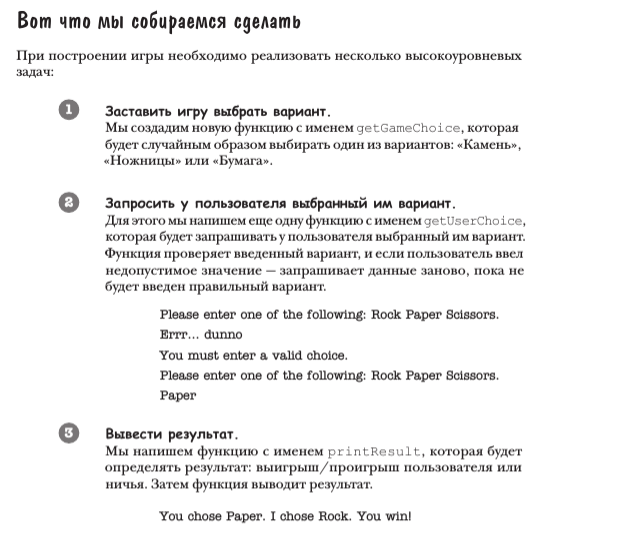 Вот что мы собираемся сделать
При построении игры необходимо реализовать несколько высокоуровневых
задач:
1 Заставить игру выбрать вариант.
Мы создадим новую функцию с именем getGameChoice, которая
будет случайным образом выбирать один из вариантов: «Камень»,
«Ножницы» или «Бумага».
2 Запросить у пользователя выбранный им вариант.
Для этого мы напишем еще одну функцию с именем getUserChoice,
которая будет запрашивать у пользователя выбранный им вариант.
Функция проверяет введенный вариант, и если пользователь ввел
недопустимое значение — запрашивает данные заново, пока не
будет введен правильный вариант.
Please enter one of the following: Rock Paper Scissors.
Errr... dunno
You must enter a valid choice.
Please enter one of the following: Rock Paper Scissors.
Paper
3 Вывести результат.
Мы напишем функцию с именем printResult, которая будет
определять результат: выигрыш/проигрыш пользователя или
ничья. Затем функция выводит результат.
You chose Paper. I chose Rock. You win!